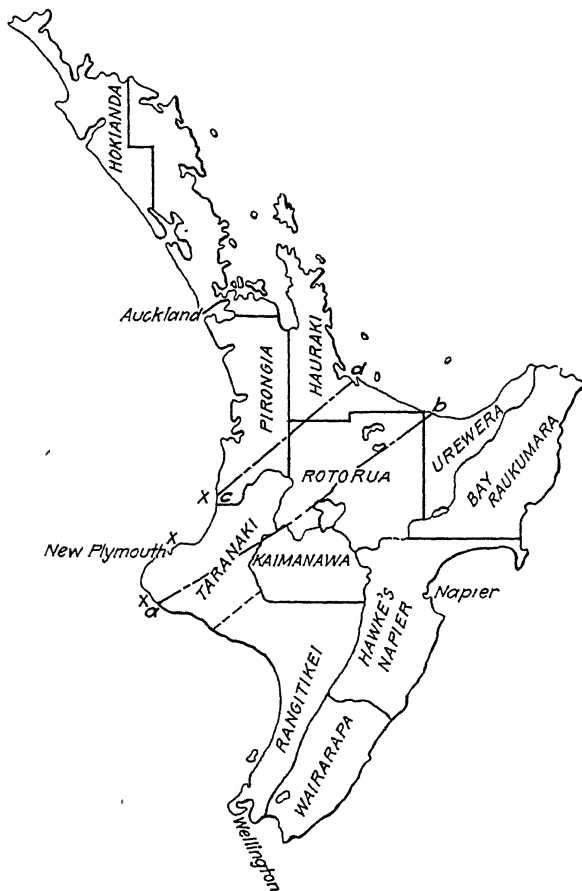 HOKIANDA
Auckland
PIRONGIA
HAURAKI
d
b
UREWERA
BAY
RAUKUMARA
ROTORUA
X c
X
New Plymouth
TARANAKI
KAIMANAWA
X a
Napier
HAWKE'S
NAPIER
RANGITIKEI
WAIRARAPA
Wellington